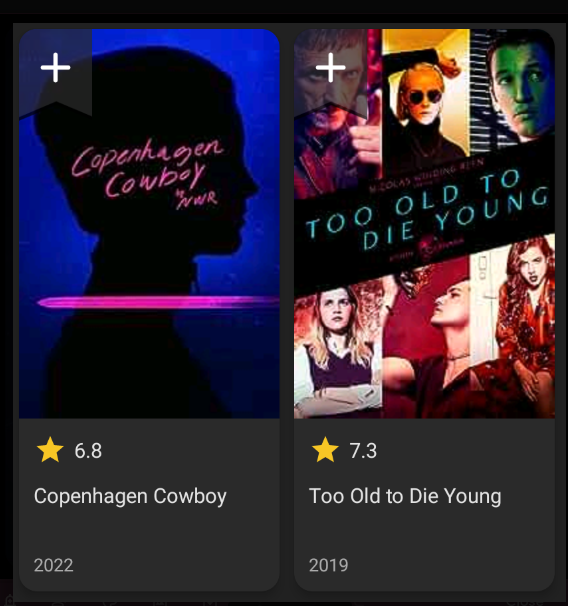 Copenhagen
Cowboy
by NWR
NICOLAS WINDING REFN
TOO OLD TO
DIE YOUNG
6.8
7.3
Copenhagen Cowboy
Too Old to Die Young
2022
2019